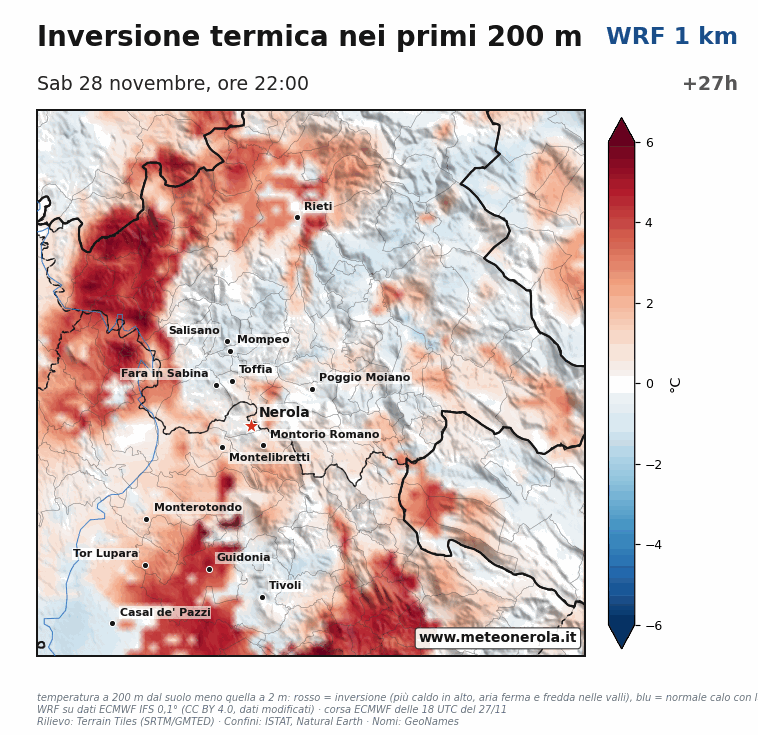 Inversione termica nei primi 200 m
WRF 1 km
Sab 28 novembre, ore 22:00
+27h
Rieti
Salisano
Mompeo
Fara in Sabina
Toffia
Poggio Moiano
Nerola
Montorio Romano
Montelibretti
Monterotondo
Tor Lupara
Guidonia
Tivoli
Casal de' Pazzi
www.meteonerola.it
6
4
2
0
−2
−4
−6
°C
temperatura a 200 m dal suolo meno quella a 2 m: rosso = inversione (più caldo in alto, aria ferma e fredda nelle valli), blu = normale calo con l
WRF su dati ECMWF IFS 0,1° (CC BY 4.0, dati modificati) · corsa ECMWF delle 18 UTC del 27/11
Rilievo: Terrain Tiles (SRTM/GMTED) · Confini: ISTAT, Natural Earth · Nomi: GeoNames